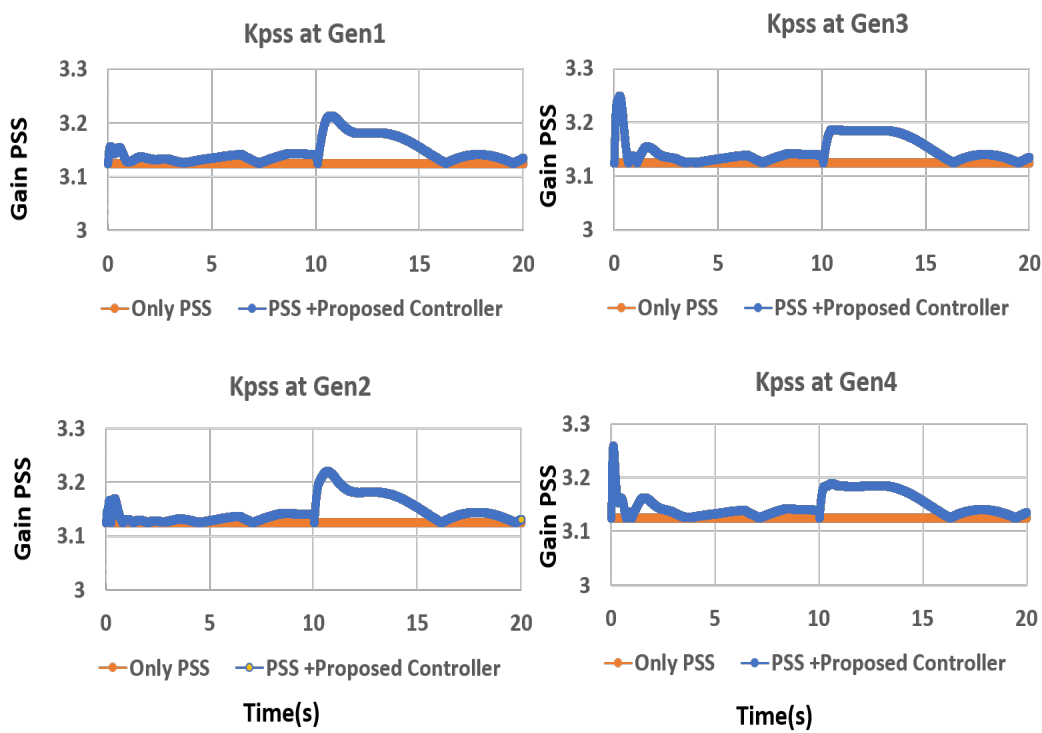 Kpss at Gen1
Gain PSS
3.3
3.2
3.1
3
0 5 10 15 20
Only PSS PSS +Proposed Controller
Kpss at Gen3
Gain PSS
3.3
3.2
3.1
3
0 5 10 15 20
Only PSS PSS +Proposed Controller
Kpss at Gen2
Gain PSS
3.3
3.2
3.1
3
0 5 10 15 20
Only PSS PSS +Proposed Controller
Time(s)
Kpss at Gen4
Gain PSS
3.3
3.2
3.1
3
0 5 10 15 20
Only PSS PSS +Proposed Controller
Time(s)